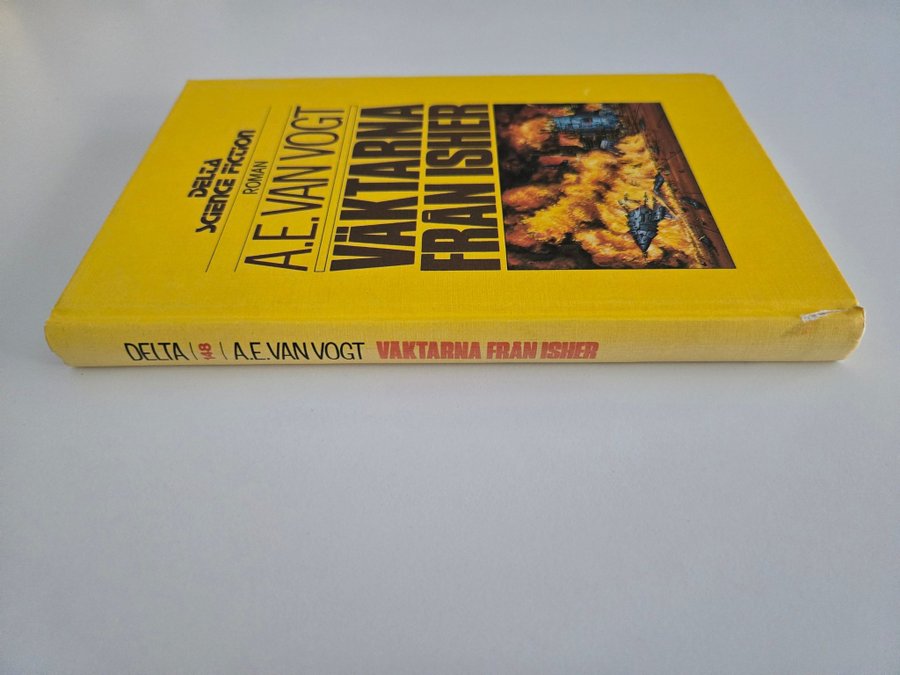 DELTA
SCIENCE FICTION
ROMAN
A.E. VAN VOGT
VÄKTARNA
FRÅN ISHER
DELTA 148 A.E. VAN VOGT VÄKTARNA FRÅN ISHER